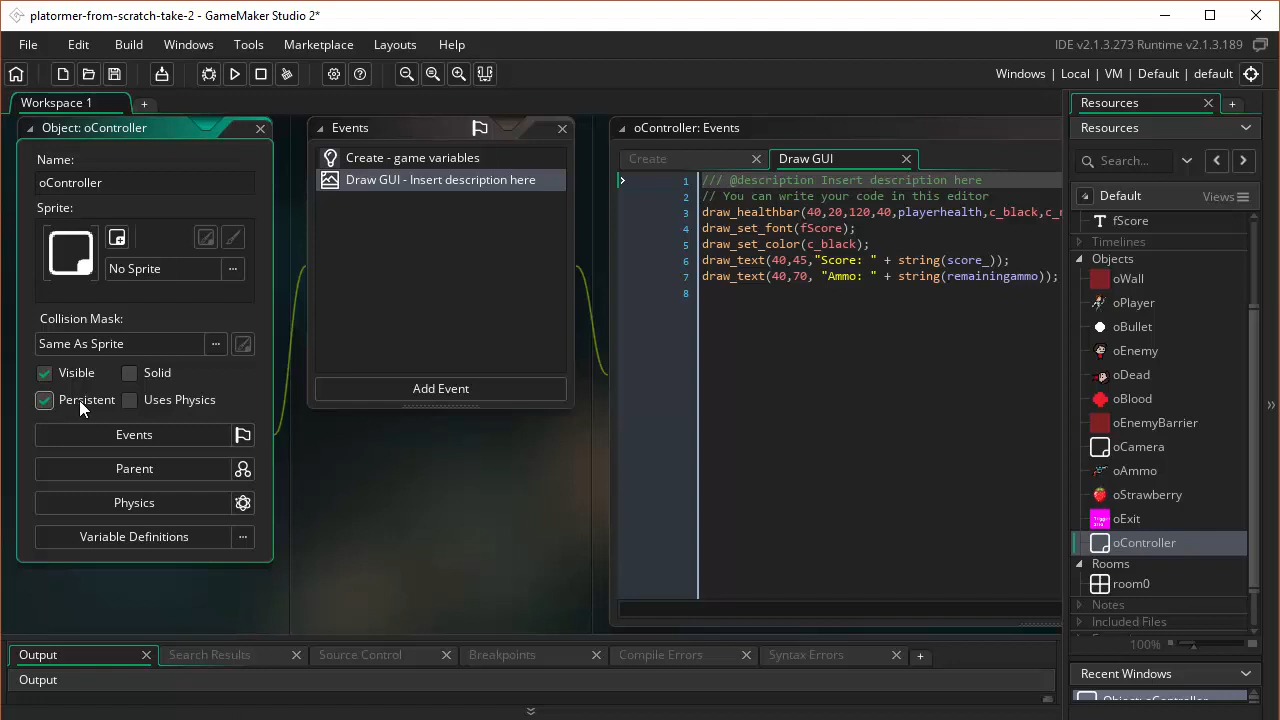 platormer-from-scratch-take-2 - GameMaker Studio 2*
File Edit Build Windows Tools Marketplace Layouts Help
IDE v2.1.3.273 Runtime v2.1.3.189
Windows | Local | VM | Default | default
Workspace 1
Object: oController
Name:
oController
Sprite:
No Sprite
Collision Mask:
Same As Sprite
Visible
Solid
Persistent
Uses Physics
Events
Parent
Physics
Variable Definitions
Events
Create - game variables
Draw GUI - Insert description here
Add Event
oController: Events
Create
Draw GUI
1 /// @description Insert description here
2 // You can write your code in this editor
3 draw_healthbar(40,20,120,40,playerhealth,c_black,c_r
4 draw_set_font(fScore);
5 draw_set_color(c_black);
6 draw_text(40,45,"Score: " + string(score_));
7 draw_text(40,70, "Ammo: " + string(remainingammo));
8
Resources
Resources
Search...
Default
Views
fScore
Timelines
Objects
oWall
oPlayer
oBullet
oEnemy
oDead
oBlood
oEnemyBarrier
oCamera
oAmmo
oStrawberry
oExit
oController
Rooms
room0
Notes
Included Files
100%
Recent Windows
Object: oController
Output
Search Results
Source Control
Breakpoints
Compile Errors
Syntax Errors
Output